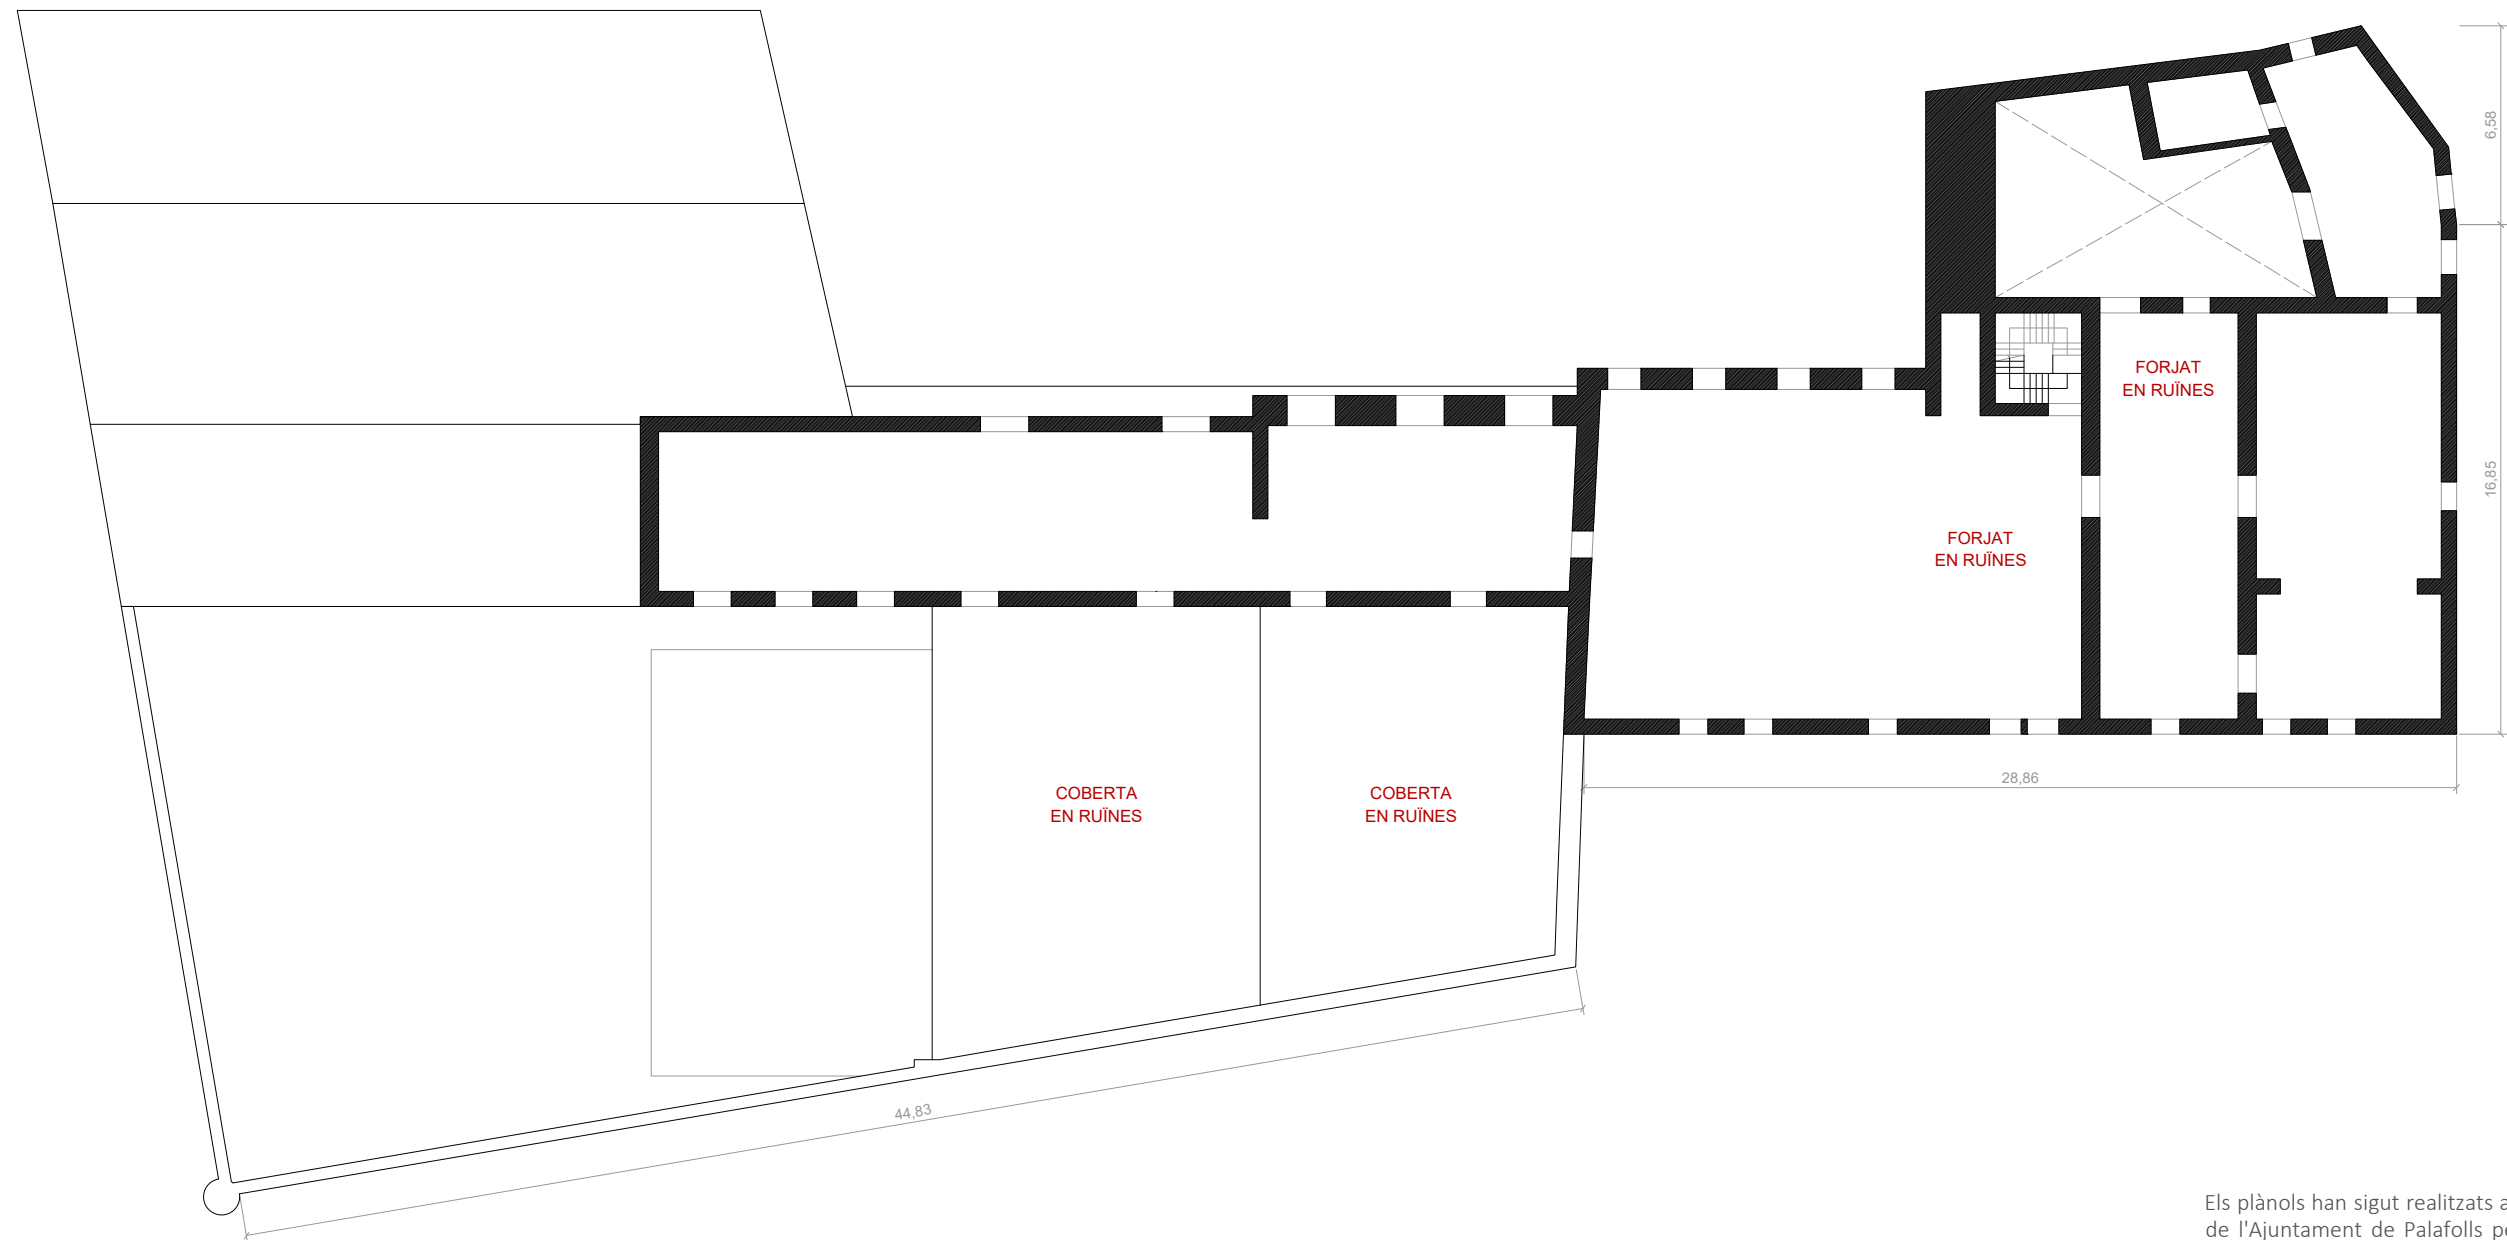 6,58
FORJAT
EN RUÏNES
16,85
FORJAT
EN RUÏNES
28,86
COBERTA
EN RUÏNES
COBERTA
EN RUÏNES
44,83
Els plànols han sigut realitzats a
de l'Ajuntament de Palafolls pe